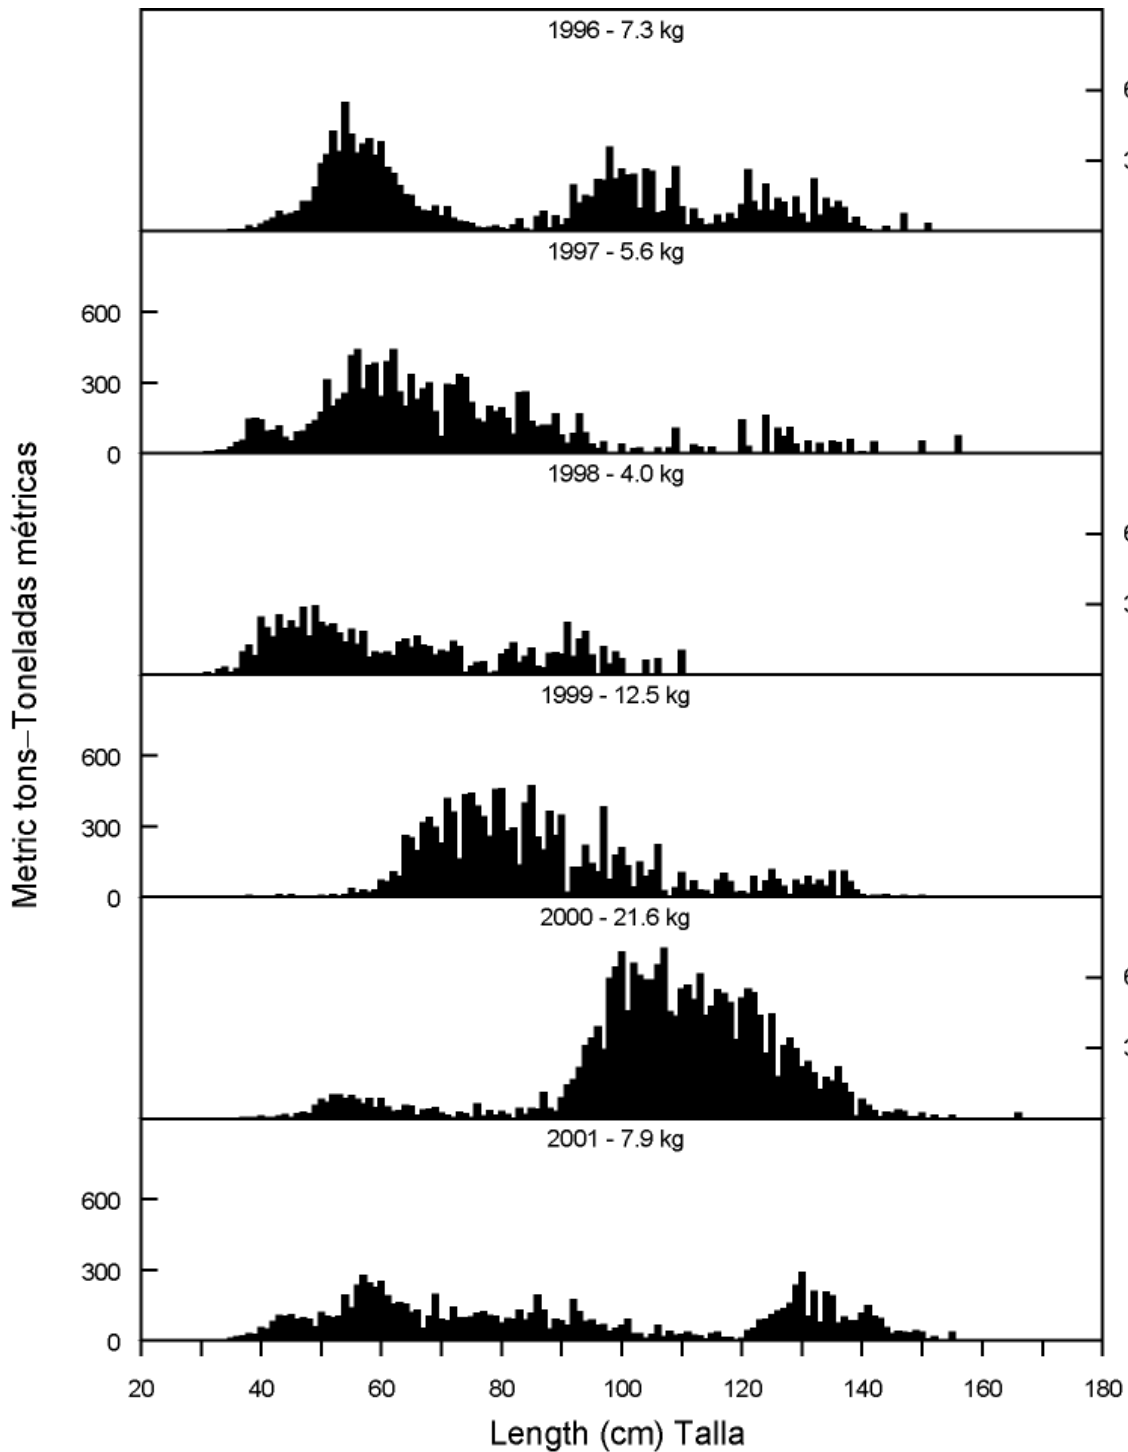 1996 - 7.3 kg
1997 - 5.6 kg
600
300
0
1998 - 4.0 kg
1999 - 12.5 kg
600
300
0
2000 - 21.6 kg
2001 - 7.9 kg
600
300
0
20 40 60 80 100 120 140 160 180
Length (cm) Talla
Metric tons–Toneladas métricas